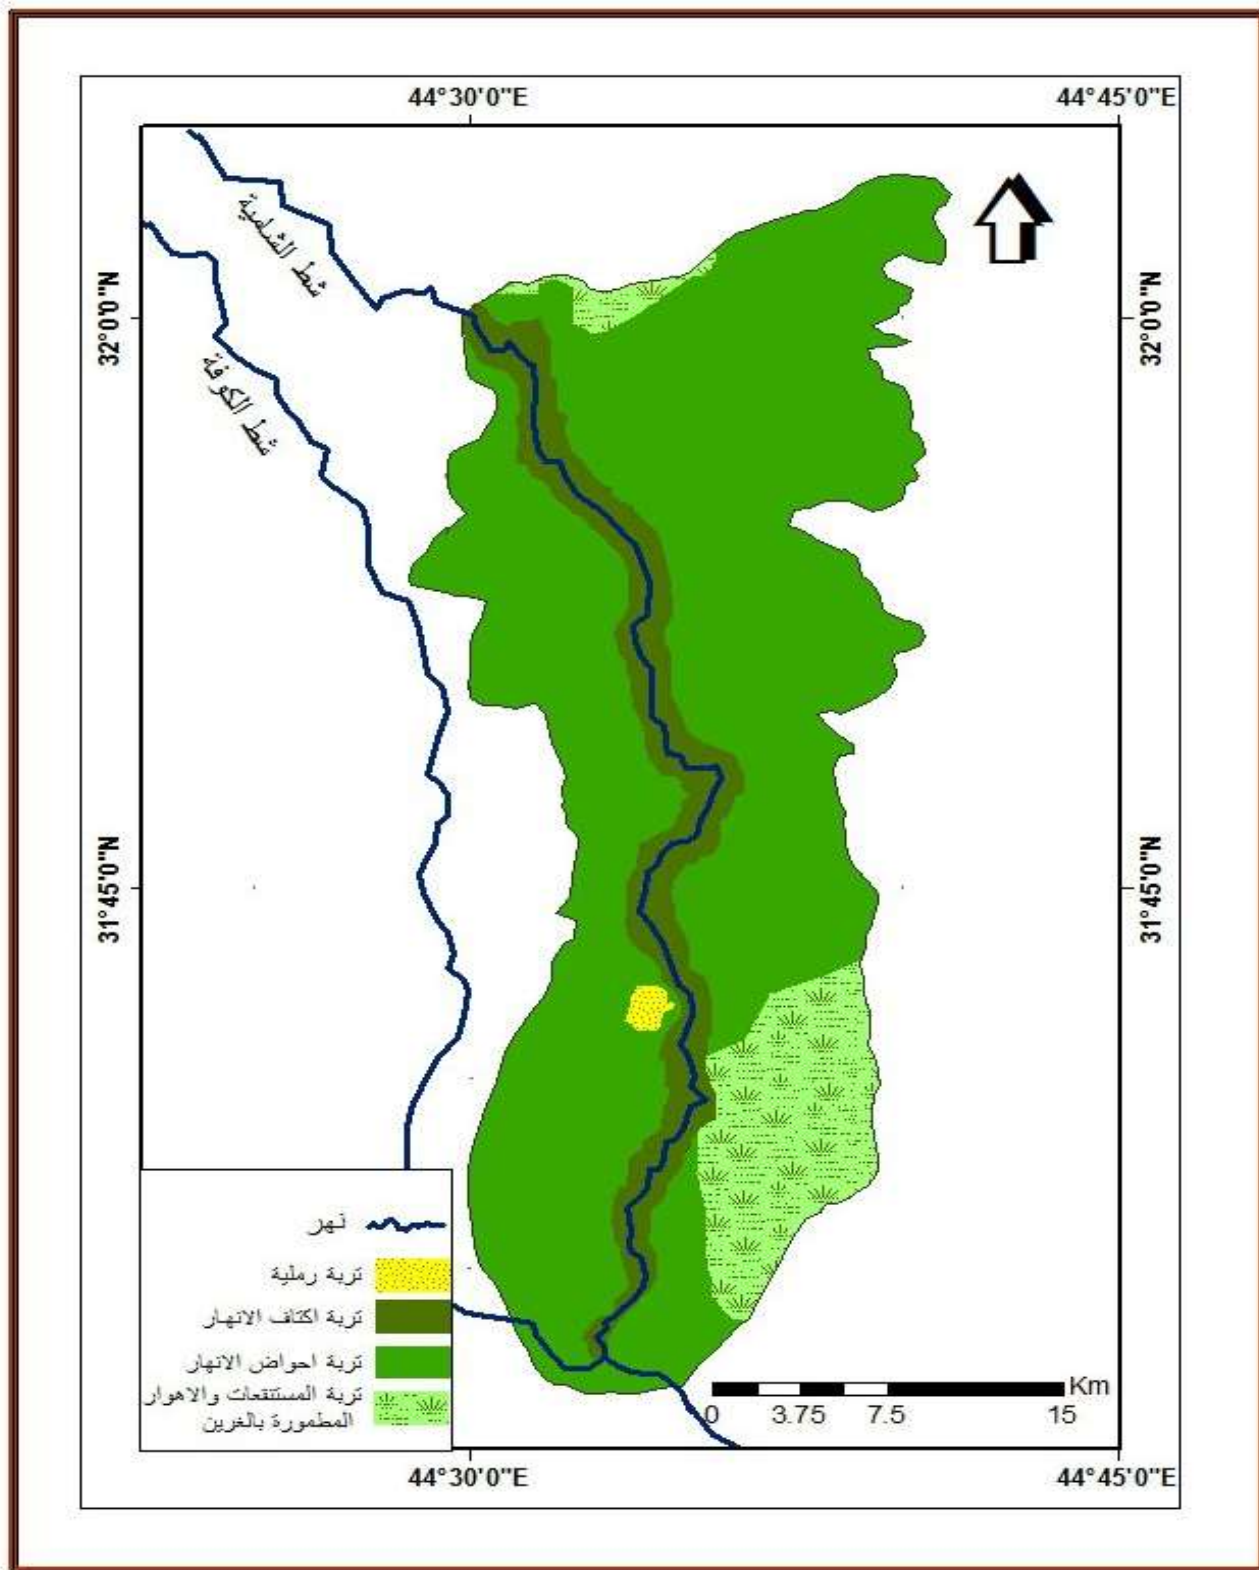 44°30'0"E
44°45'0"E
شط الشامية
شط الكوفة
32°0'0"N
32°0'0"N
31°45'0"N
31°45'0"N
نهر
تربة رملية
تربة اكتاف الانهار
تربة احواض الانهار
تربة المستنقعات والاهوار
المطمورة بالغرين
Km
0 3.75 7.5 15
44°30'0"E
44°45'0"E